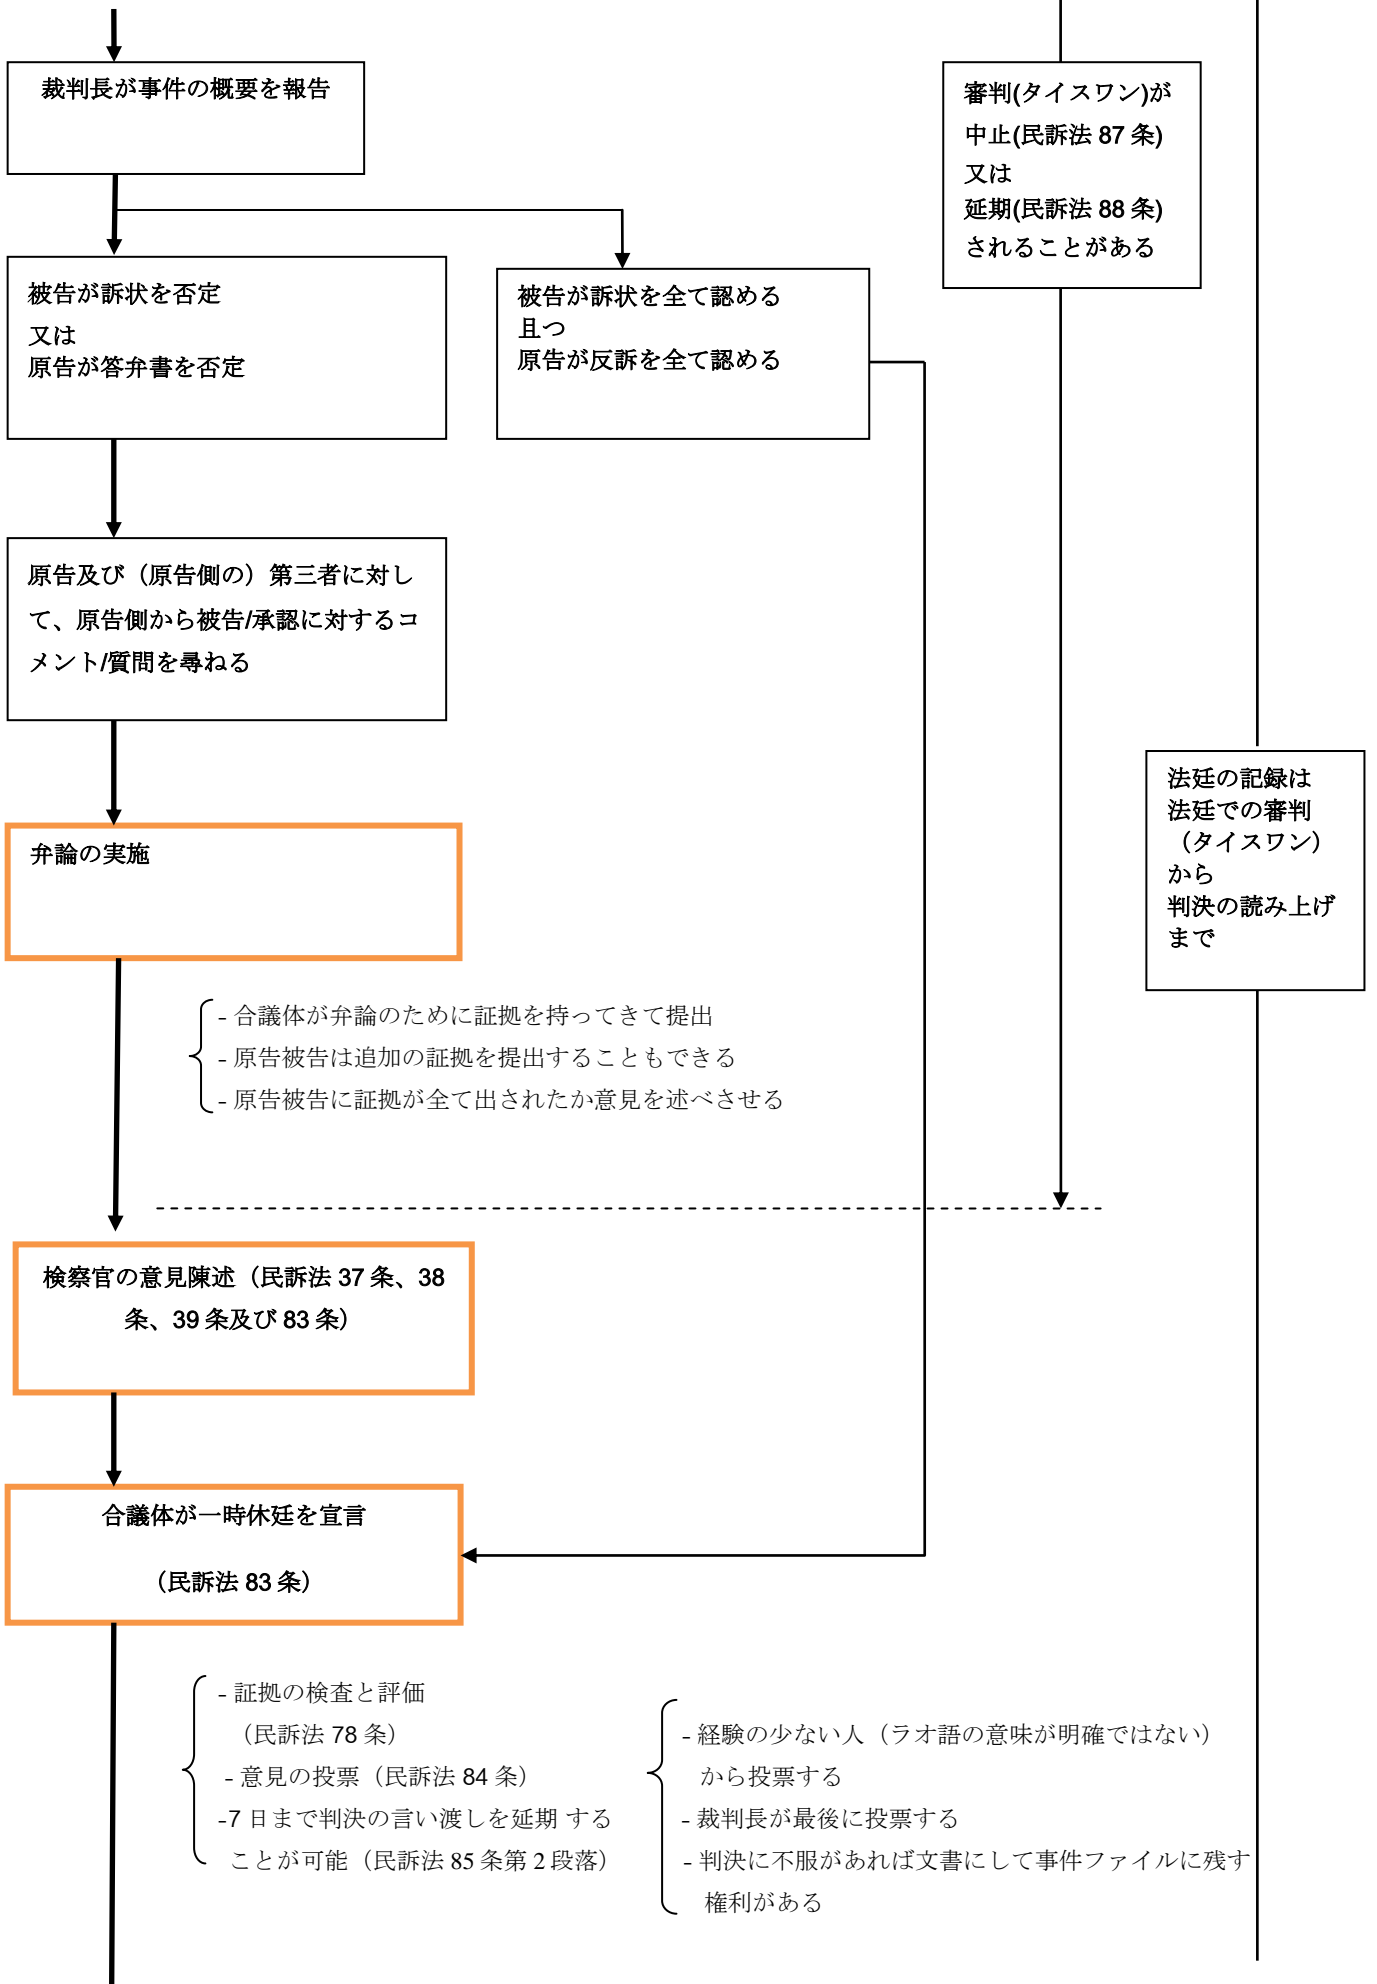 裁判長が事件の概要を報告
審判(タイスワン)が
中止(民訴法 87 条)
又は
延期(民訴法 88 条)
されることがある
被告が訴状を否定
又は
原告が答弁書を否定
被告が訴状を全て認める
且つ
原告が反訴を全て認める
原告及び（原告側の）第三者に対し
て、原告側から被告/承認に対するコ
メント/質問を尋ねる
法廷の記録は
法廷での審判
（タイスワン）
から
判決の読み上げ
まで
弁論の実施
- 合議体が弁論のために証拠を持ってきて提出
- 原告被告は追加の証拠を提出することもできる
- 原告被告に証拠が全て出されたか意見を述べさせる
検察官の意見陳述（民訴法 37 条、38
条、39 条及び 83 条）
合議体が一時休廷を宣言
（民訴法 83 条）
- 証拠の検査と評価
（民訴法 78 条）
- 意見の投票（民訴法 84 条）
-7 日まで判決の言い渡しを延期 する
ことが可能（民訴法 85 条第 2 段落）
- 経験の少ない人（ラオ語の意味が明確ではない）
から投票する
- 裁判長が最後に投票する
- 判決に不服があれば文書にして事件ファイルに残す
権利がある